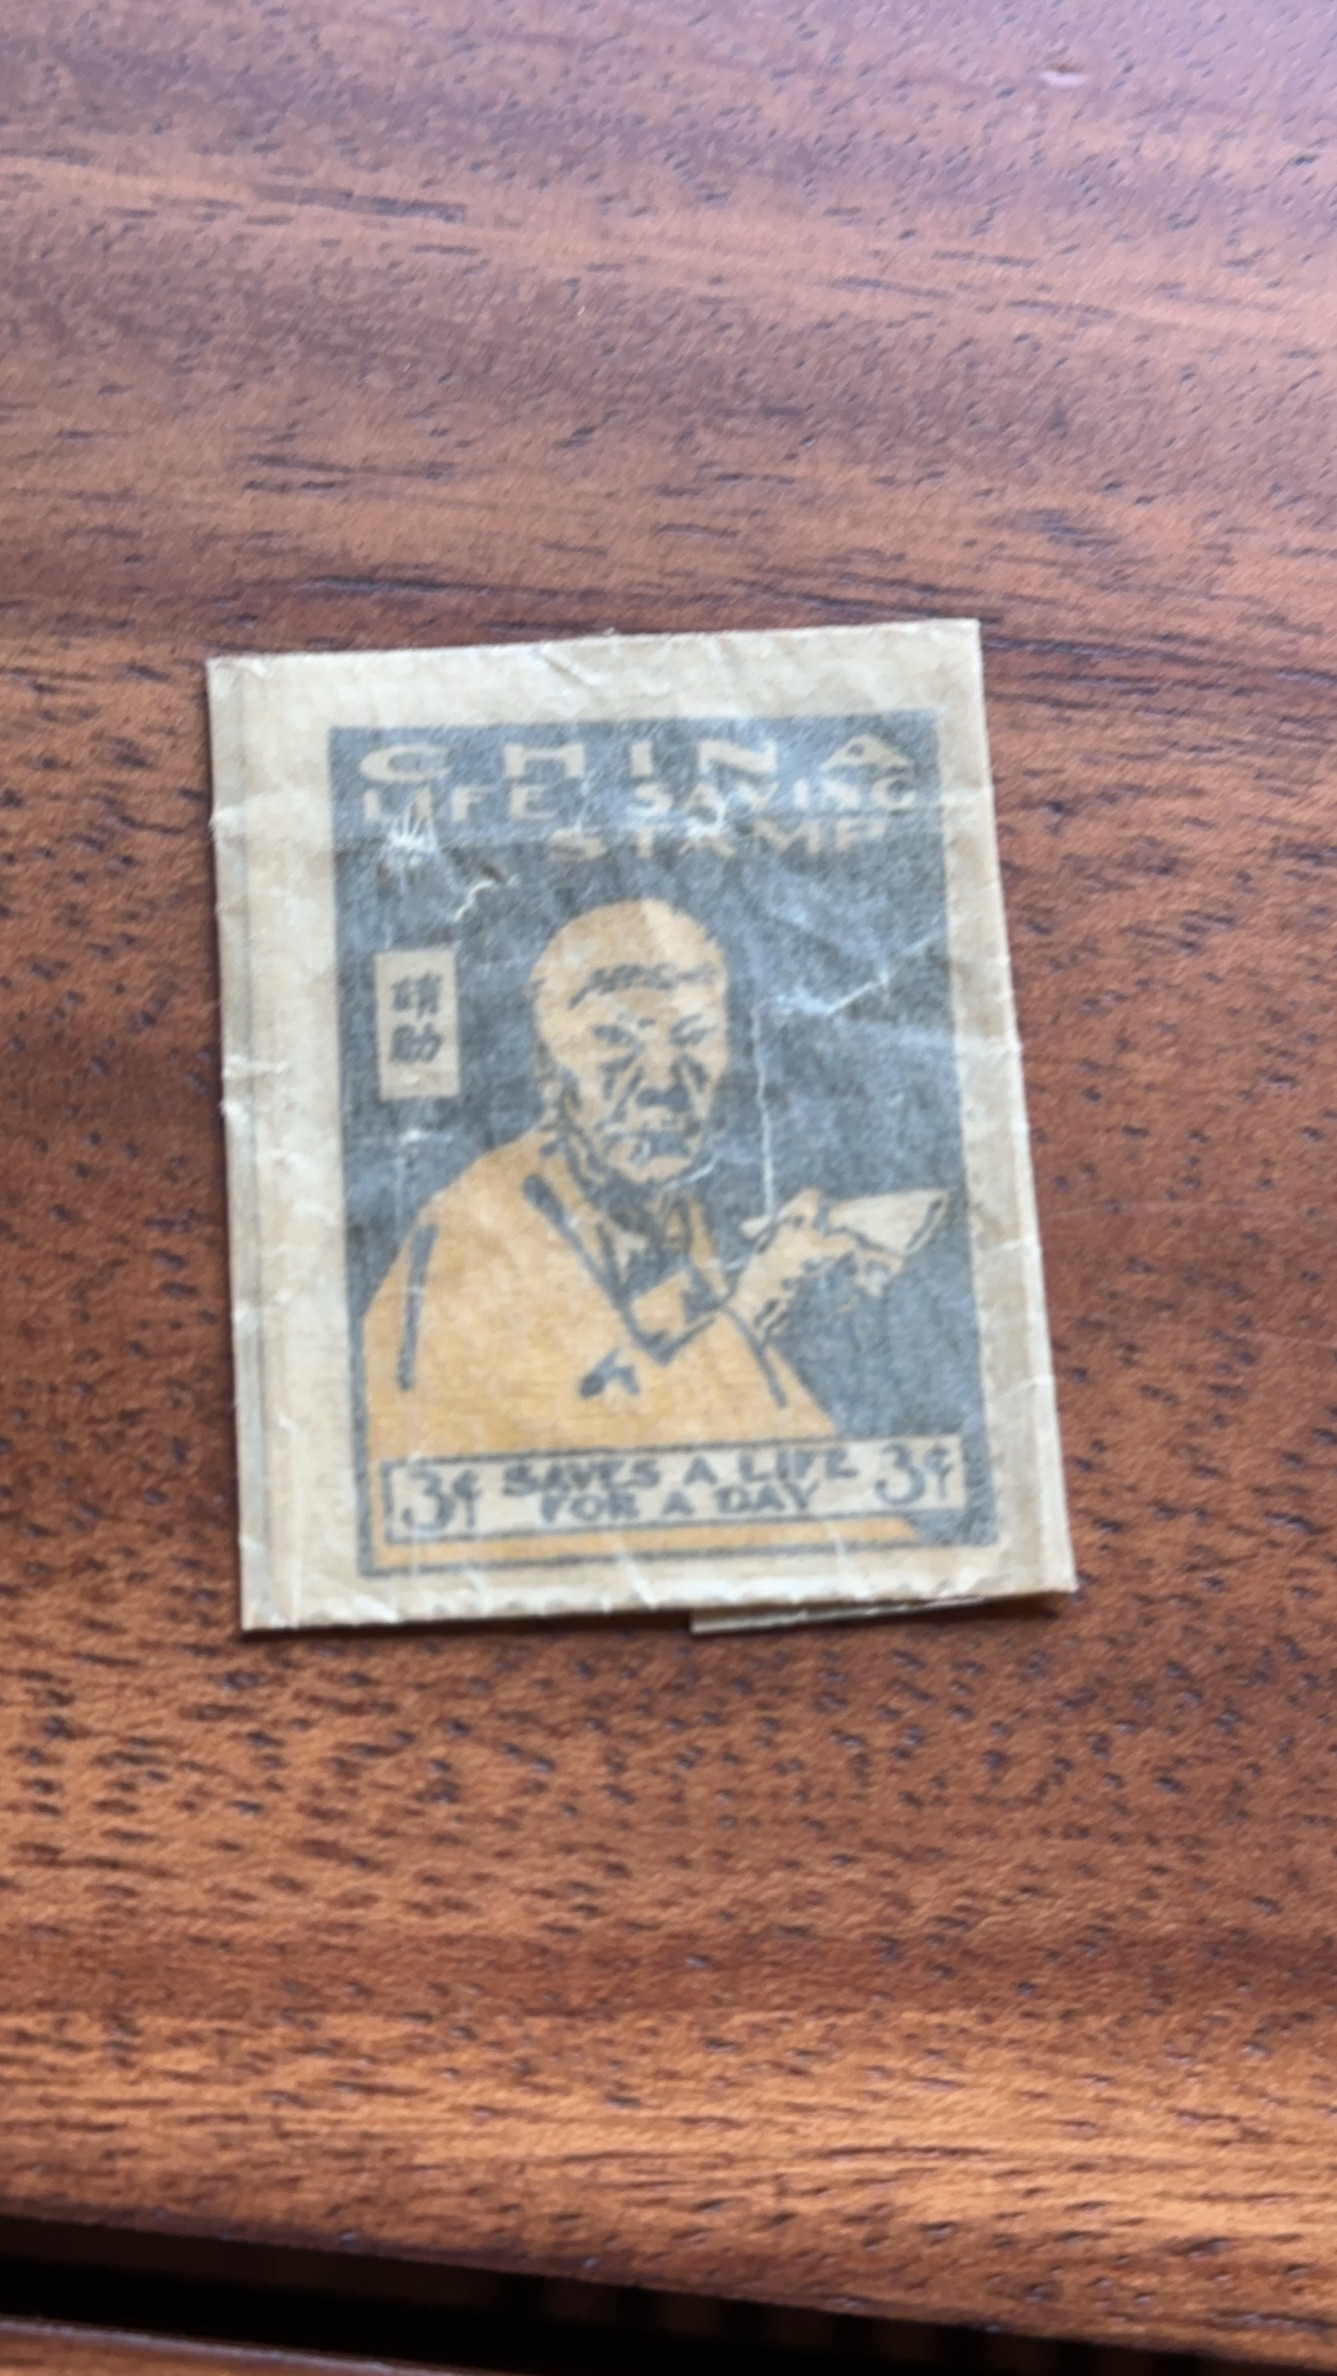 CHINA
LIFE SAVING
STAMP
請助
3¢ SAVES A LIFE 3¢
FOR A DAY